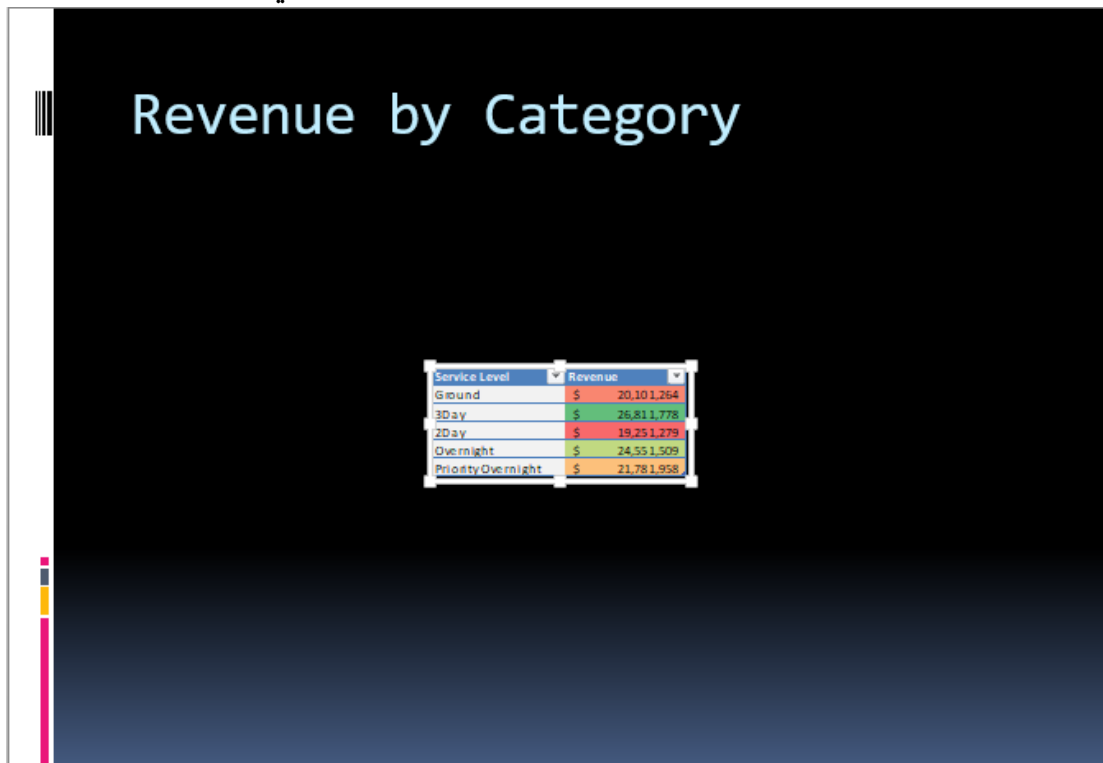 Revenue by Category
Service Level Revenue
Ground $ 20,101,264
3Day $ 26,811,778
2Day $ 19,251,279
Overnight $ 24,551,509
Priority Overnight $ 21,781,958